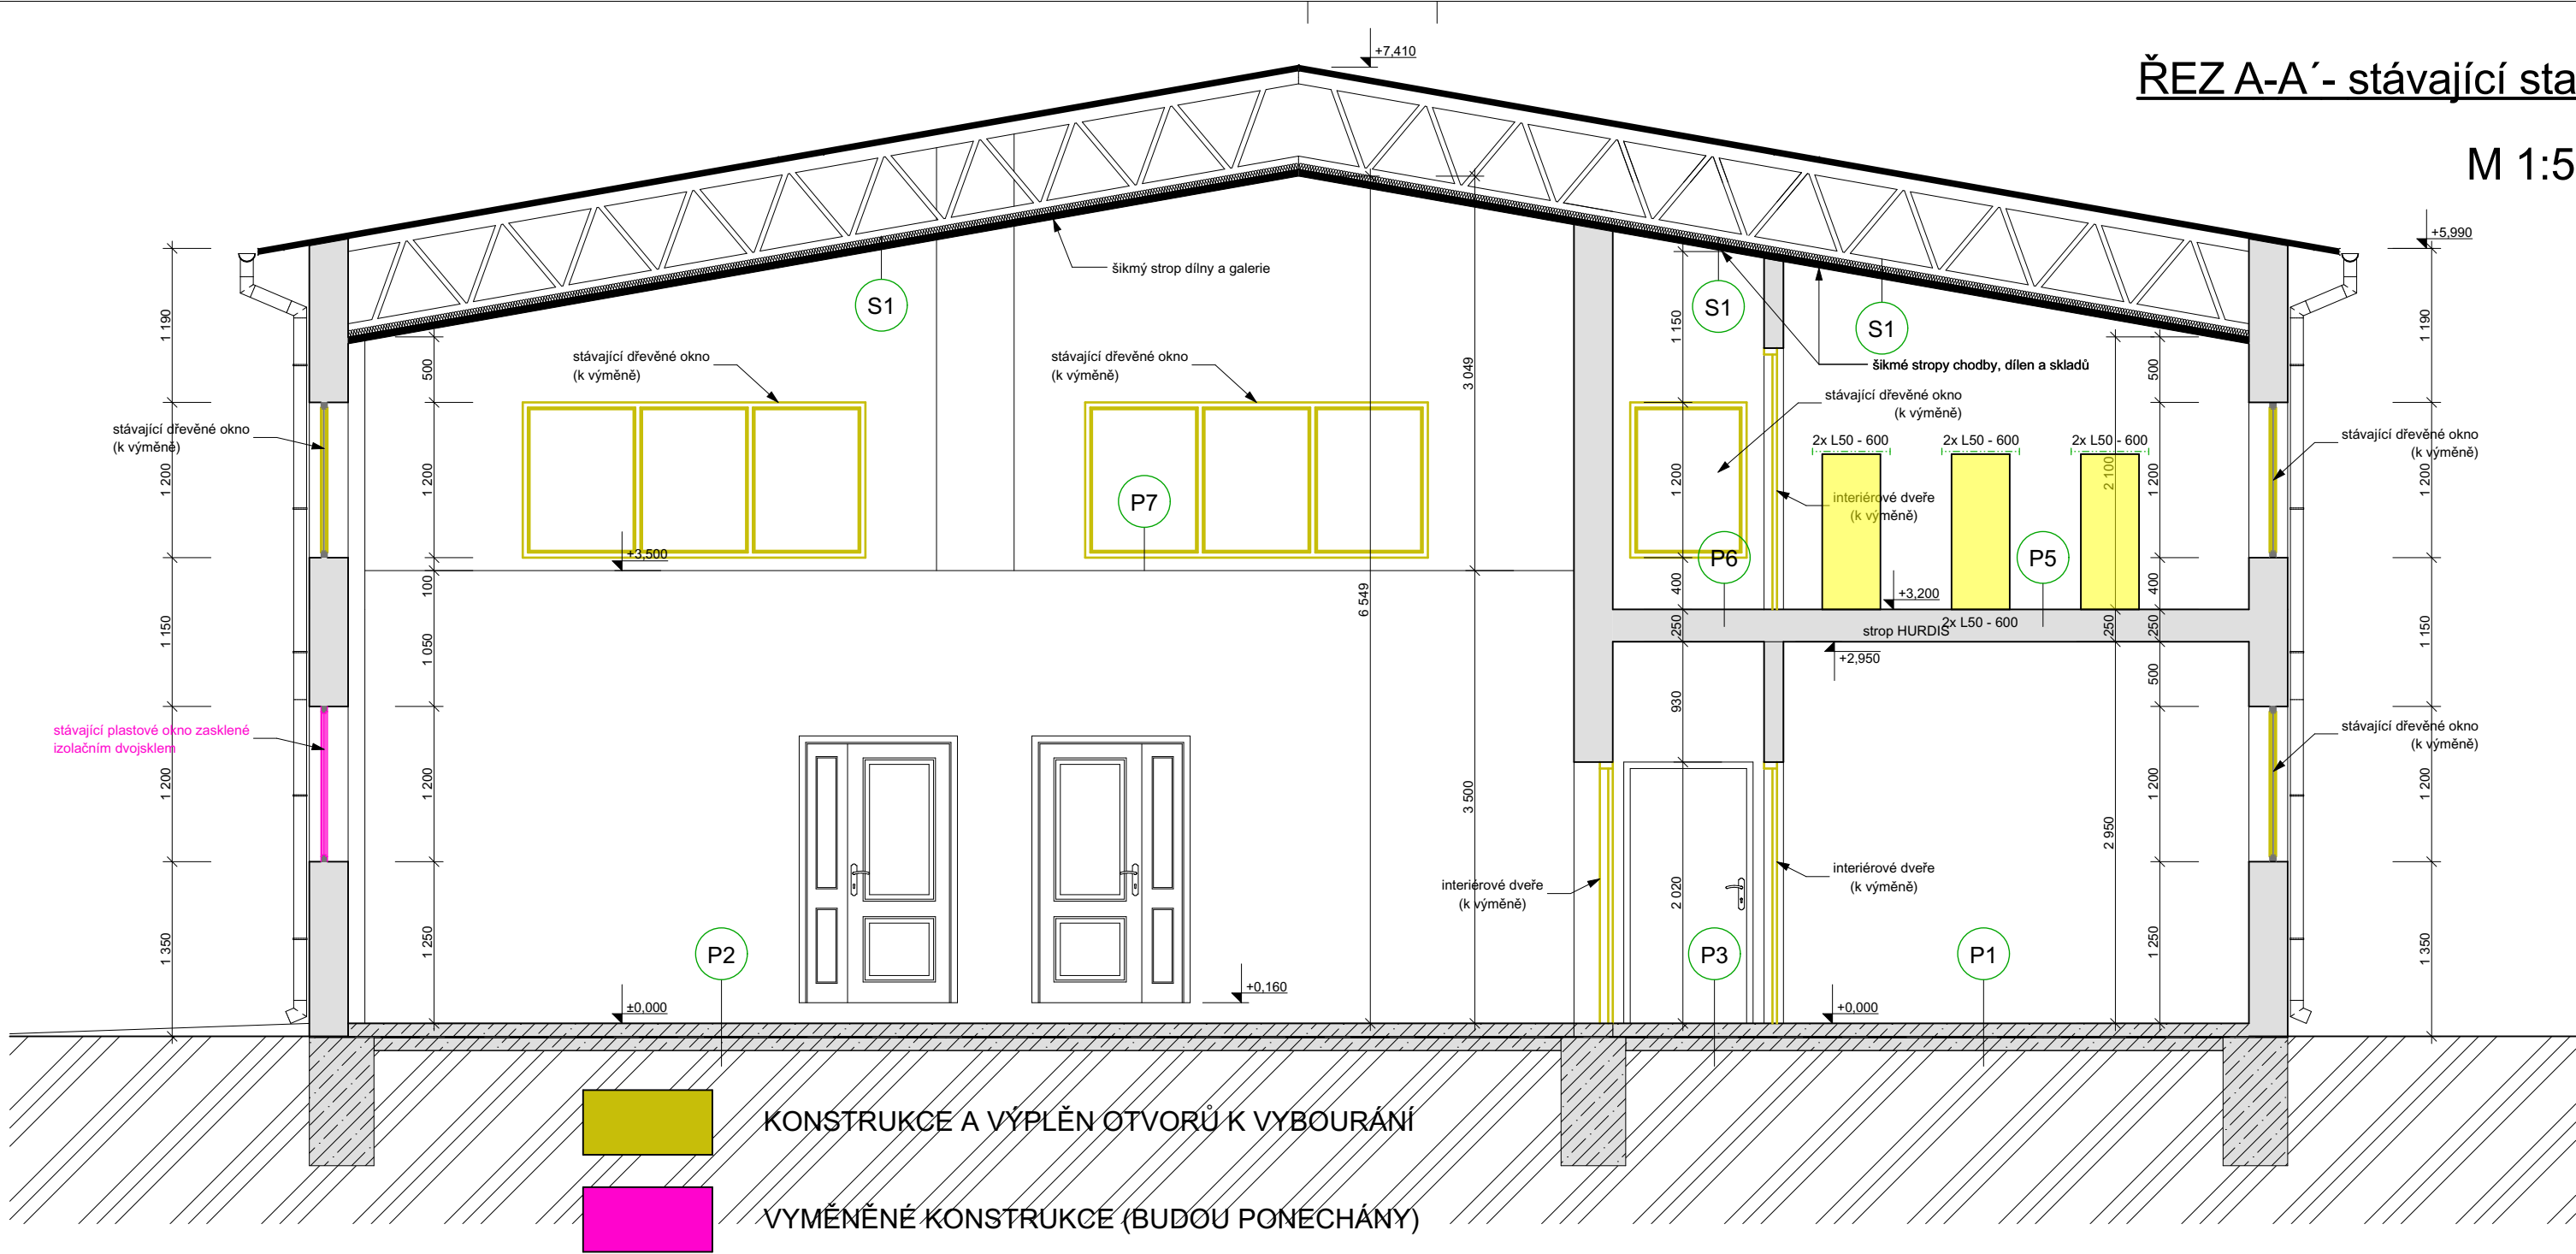 +7,410
ŘEZ A-A´- stávající sta
M 1:5
+5,990
šikmý strop dílny a galerie
S1
S1
S1
1 190
500
1 150
3 049
1 190
500
stávající dřevěné okno
(k výměně)
stávající dřevěné okno
(k výměně)
šikmé stropy chodby, dílen a skladů
stávající dřevěné okno
(k výměně)
stávající dřevěné okno
(k výměně)
2x L50 - 600
2x L50 - 600
2x L50 - 600
stávající dřevěné okno
(k výměně)
1 200
1 200
P7
1 200
interiérové dveře
(k výměně)
2 100
1 200
1 200
+3,500
P6
P5
100
6 549
400
+3,200
400
1 150
1 050
250
strop HURDIS
2x L50 - 600
250
250
1 150
+2,950
500
930
stávající plastové okno zasklené
izolačním dvojsklem
stávající dřevěné okno
(k výměně)
1 200
1 200
3 500
2 950
1 200
1 200
interiérové dveře
(k výměně)
interiérové dveře
(k výměně)
2 020
1 350
1 250
P2
P3
P1
1 250
1 350
+0,160
±0,000
+0,000
KONSTRUKCE A VÝPLĚN OTVORŮ K VYBOURÁNÍ
VYMĚNĚNÉ KONSTRUKCE (BUDOU PONECHÁNY)